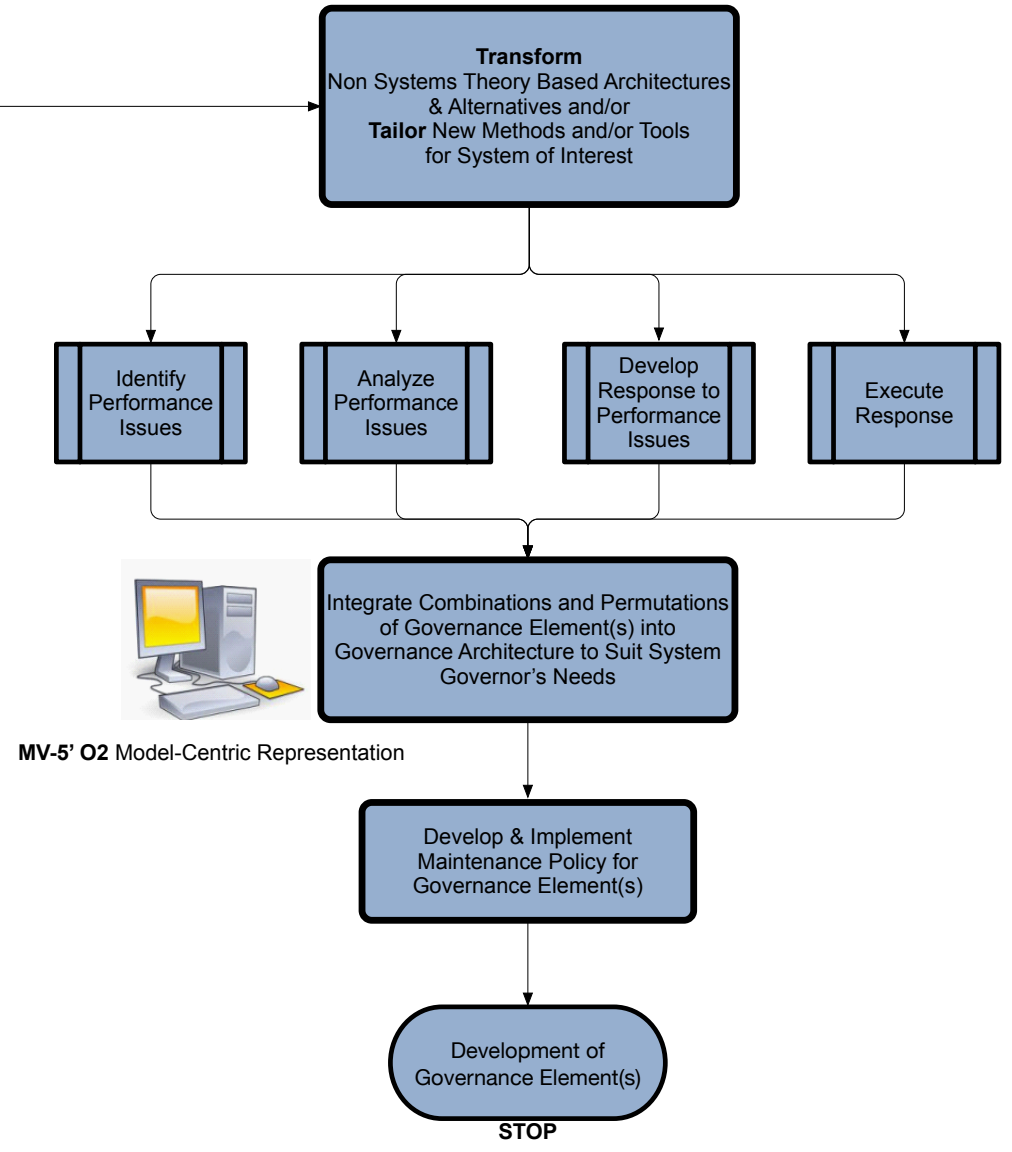 Transform
Non Systems Theory Based Architectures
& Alternatives and/or
Tailor New Methods and/or Tools
for System of Interest
Identify
Performance
Issues
Analyze
Performance
Issues
Develop
Response to
Performance
Issues
Execute
Response
Integrate Combinations and Permutations
of Governance Element(s) into
Governance Architecture to Suit System
Governor’s Needs
MV-5’ O2 Model-Centric Representation
Develop & Implement
Maintenance Policy for
Governance Element(s)
Development of
Governance Element(s)
STOP